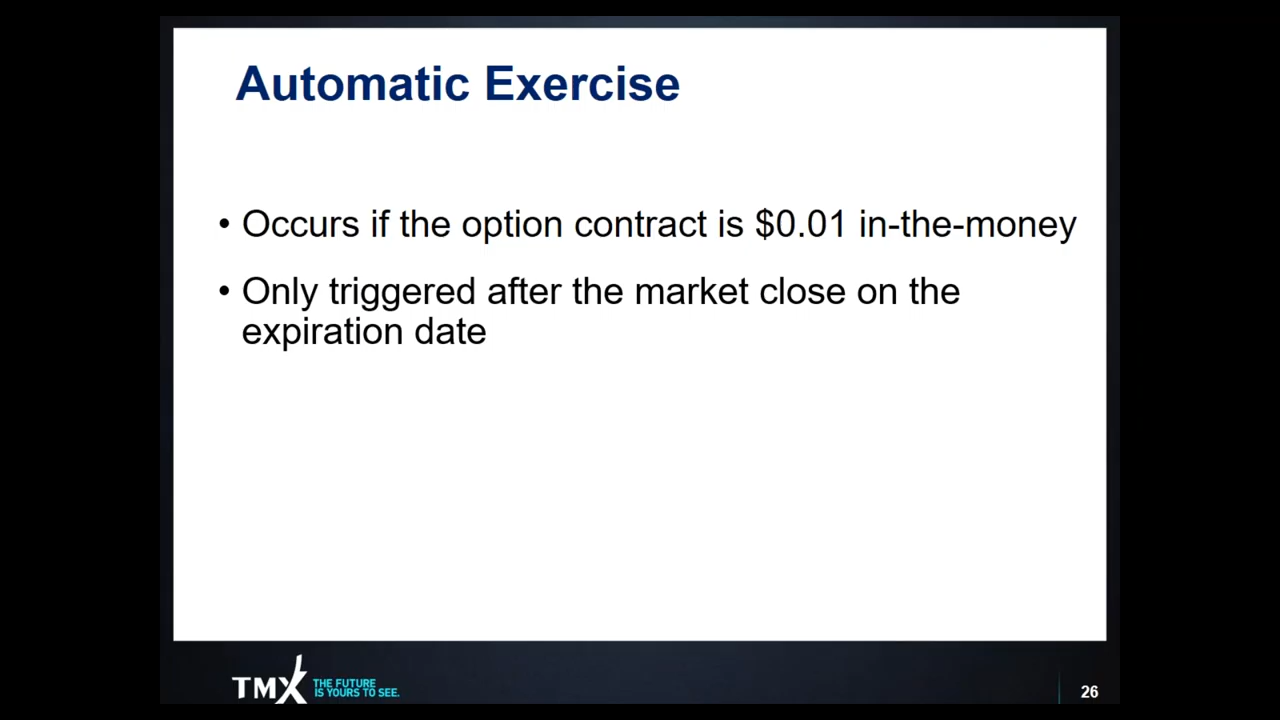 Automatic Exercise
• Occurs if the option contract is $0.01 in-the-money
• Only triggered after the market close on the
expiration date
TMX THE FUTURE
IS YOURS TO SEE.
26